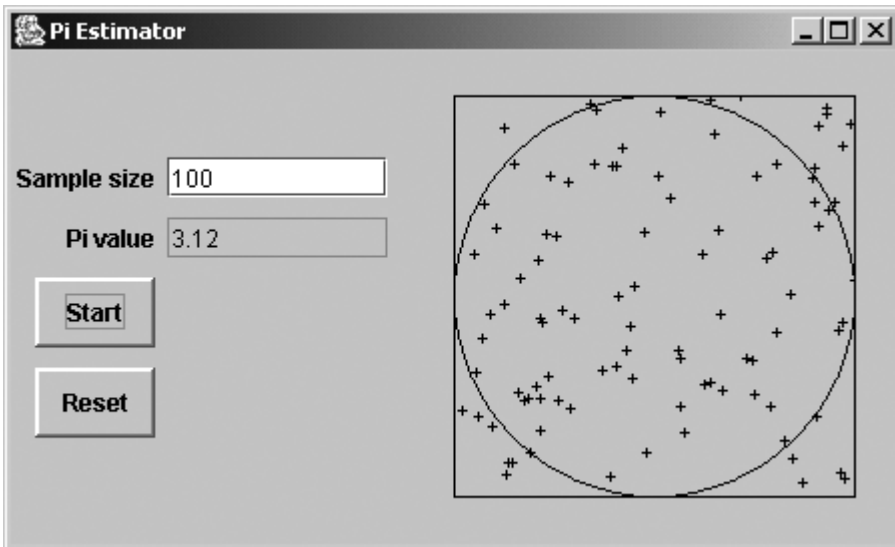 Pi Estimator
Sample size 100
Pi value 3.12
Start
Reset